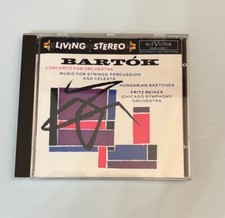 LIVING STEREO
RCA VICTOR
BARTÓK
CONCERTO FOR ORCHESTRA
MUSIC FOR STRINGS, PERCUSSION
AND CELESTA
HUNGARIAN SKETCHES
FRITZ REINER
CHICAGO SYMPHONY
ORCHESTRA